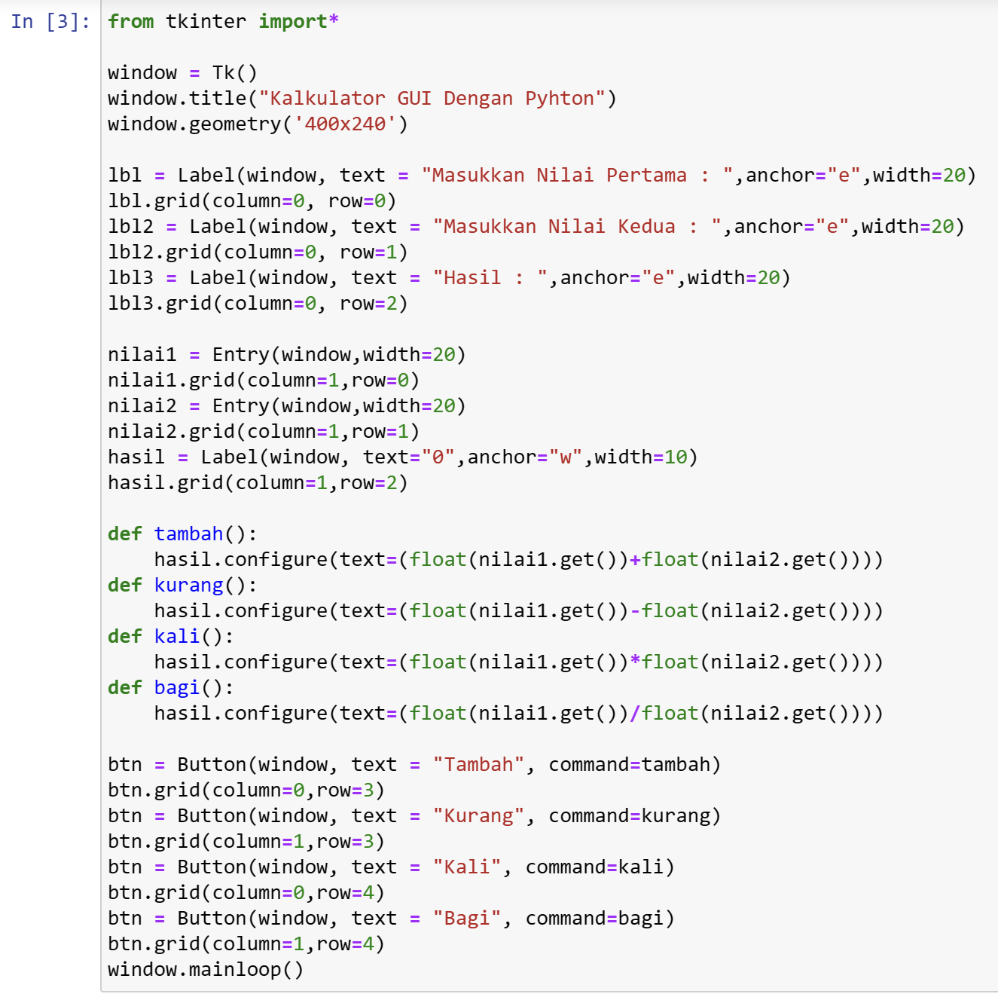 In [3]: from tkinter import*
window = Tk()
window.title("Kalkulator GUI Dengan Pyhton")
window.geometry('400x240')
lbl = Label(window, text = "Masukkan Nilai Pertama : ",anchor="e",width=20)
lbl.grid(column=0, row=0)
lbl2 = Label(window, text = "Masukkan Nilai Kedua : ",anchor="e",width=20)
lbl2.grid(column=0, row=1)
lbl3 = Label(window, text = "Hasil : ",anchor="e",width=20)
lbl3.grid(column=0, row=2)
nilai1 = Entry(window,width=20)
nilai1.grid(column=1,row=0)
nilai2 = Entry(window,width=20)
nilai2.grid(column=1,row=1)
hasil = Label(window, text="0",anchor="w",width=10)
hasil.grid(column=1,row=2)
def tambah():
    hasil.configure(text=(float(nilai1.get())+float(nilai2.get())))
def kurang():
    hasil.configure(text=(float(nilai1.get())-float(nilai2.get())))
def kali():
    hasil.configure(text=(float(nilai1.get())*float(nilai2.get())))
def bagi():
    hasil.configure(text=(float(nilai1.get())/float(nilai2.get())))
btn = Button(window, text = "Tambah", command=tambah)
btn.grid(column=0,row=3)
btn = Button(window, text = "Kurang", command=kurang)
btn.grid(column=1,row=3)
btn = Button(window, text = "Kali", command=kali)
btn.grid(column=0,row=4)
btn = Button(window, text = "Bagi", command=bagi)
btn.grid(column=1,row=4)
window.mainloop()